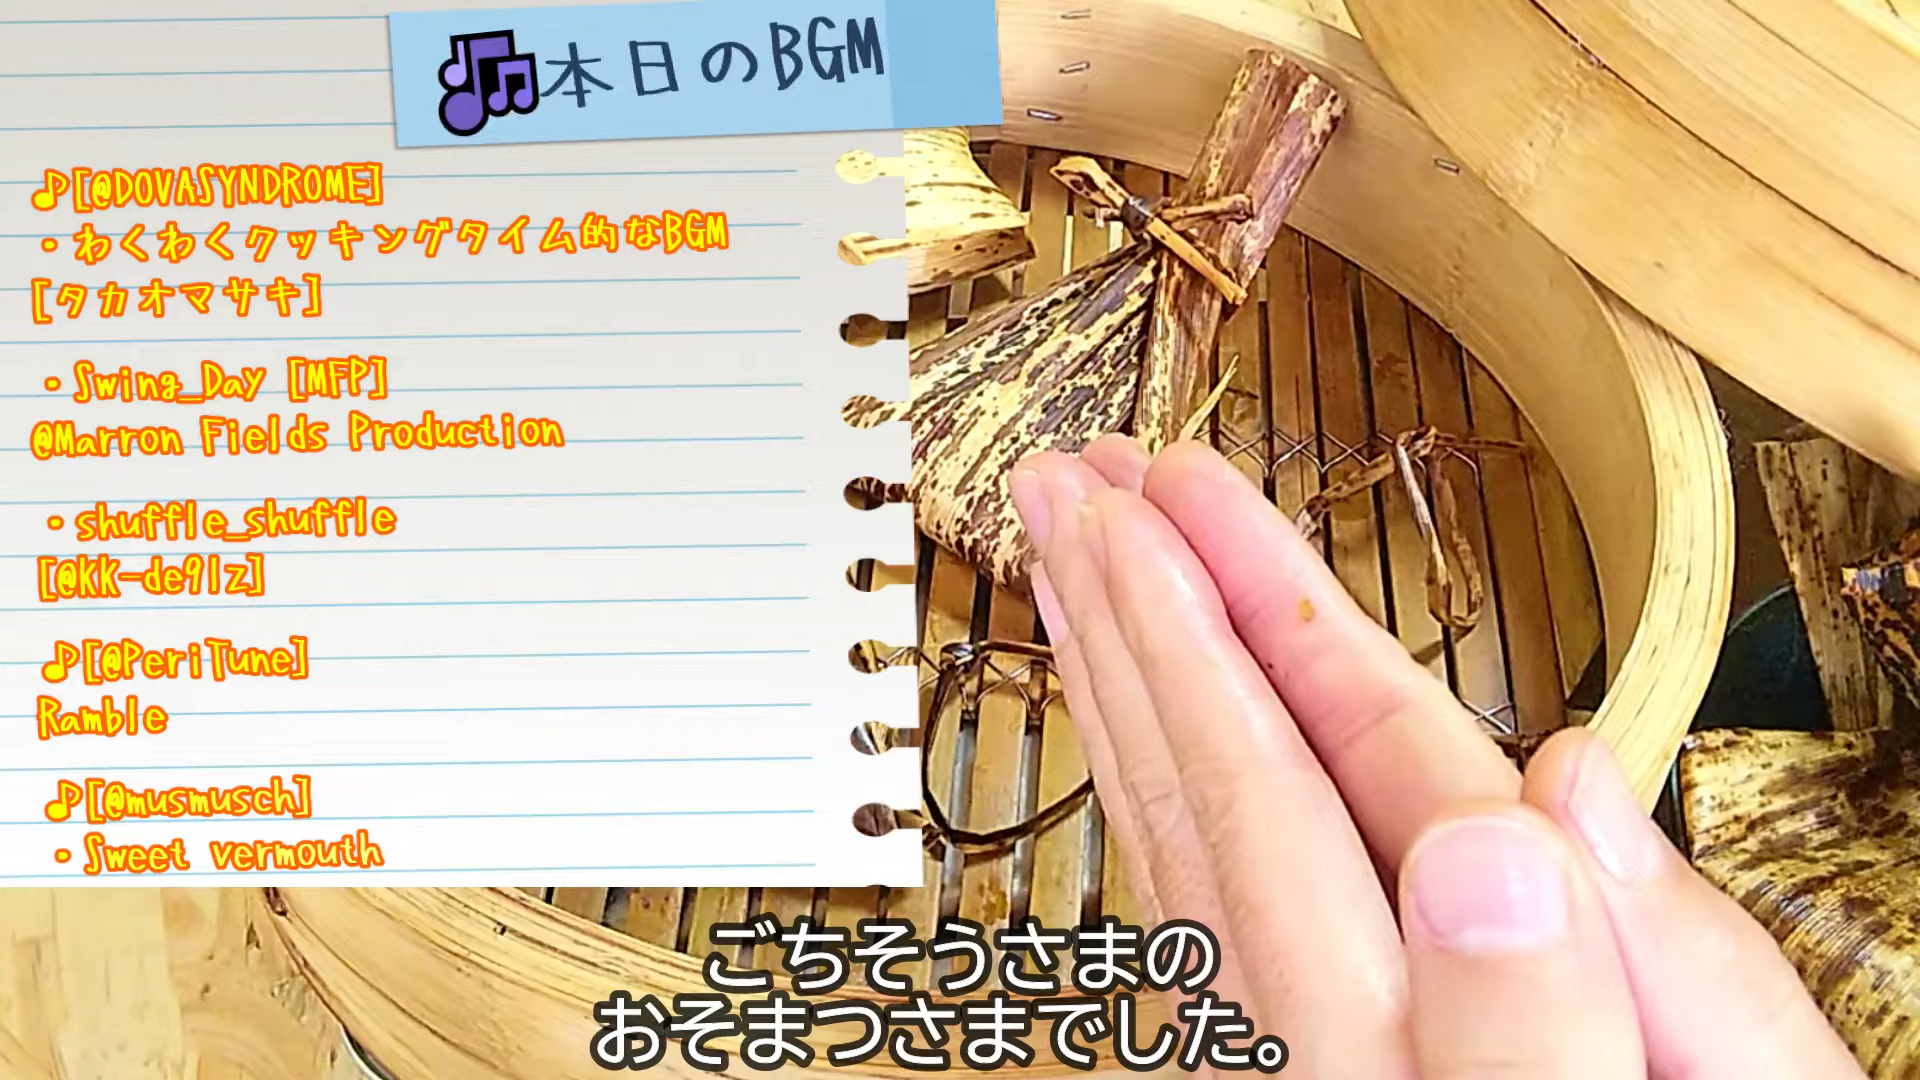 本日のBGM
♪[@DOVASYNDROME]
・わくわくクッキングタイム的なBGM
[タカオマサキ]
・Swing_Day [MFP]
@Marron Fields Production
・shuffle_shuffle
[@KK-de9lz]
♪[@PeriTune]
Ramble
♪[@musmusch]
・Sweet vermouth
ごちそうさまの
おそまつさまでした。